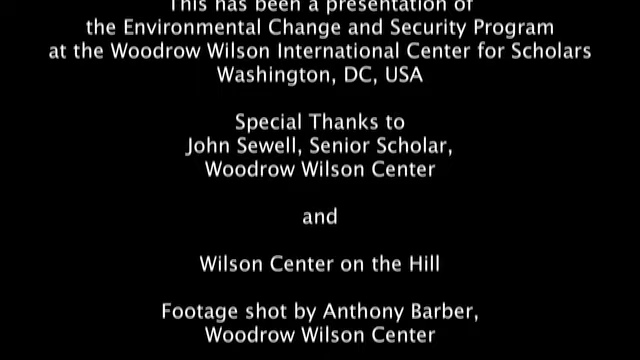 This has been a presentation of
the Environmental Change and Security Program
at the Woodrow Wilson International Center for Scholars
Washington, DC, USA
Special Thanks to
John Sewell, Senior Scholar,
Woodrow Wilson Center
and
Wilson Center on the Hill
Footage shot by Anthony Barber,
Woodrow Wilson Center